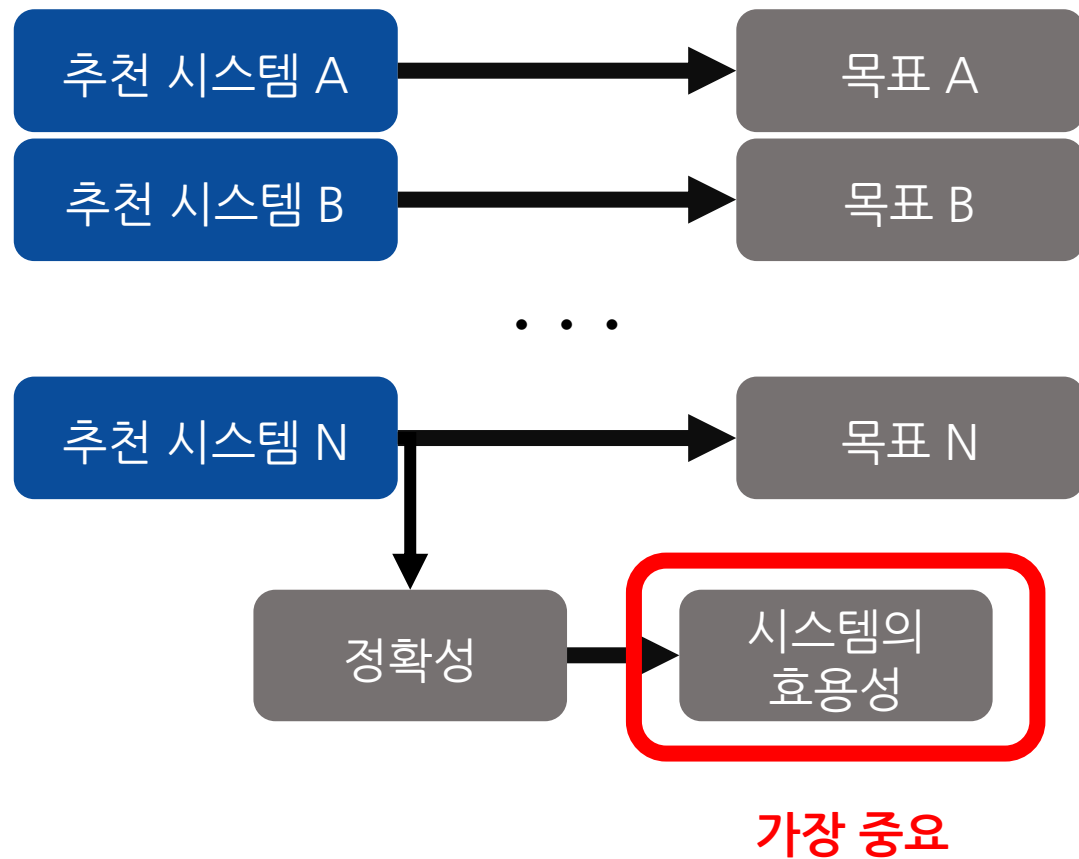 추천 시스템 A
목표 A
추천 시스템 B
목표 B
. . .
추천 시스템 N
목표 N
정확성
시스템의
효용성
가장 중요